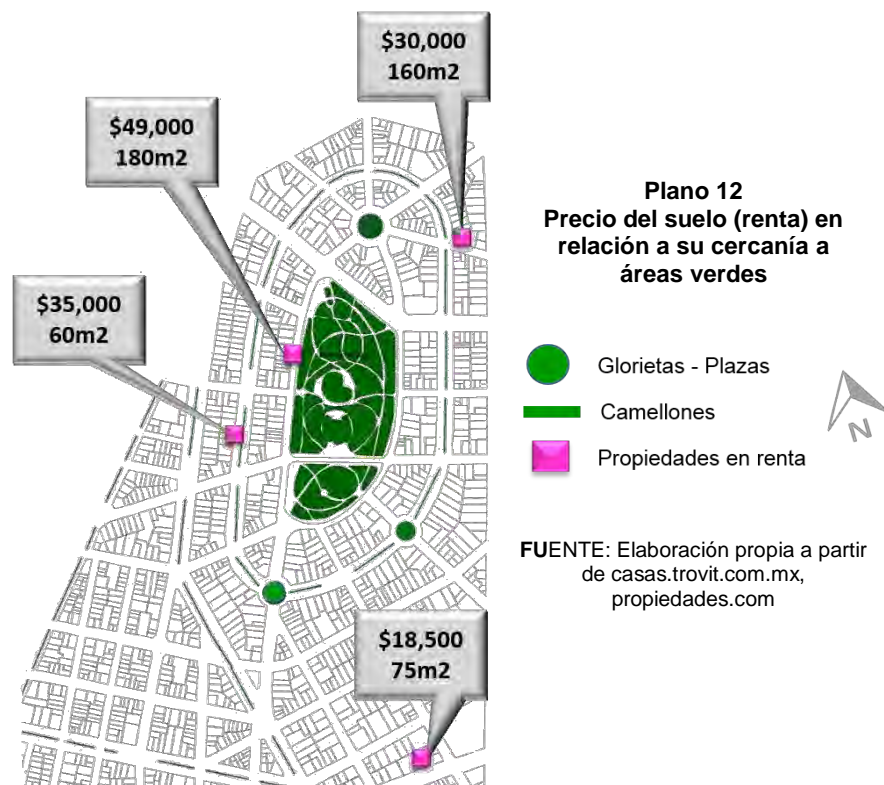 $30,000
160m2
$49,000
180m2
$35,000
60m2
$18,500
75m2
Plano 12
Precio del suelo (renta) en
relación a su cercanía a
áreas verdes
Glorietas - Plazas
Camellones
Propiedades en renta
N
FUENTE: Elaboración propia a partir
de casas.trovit.com.mx,
propiedades.com